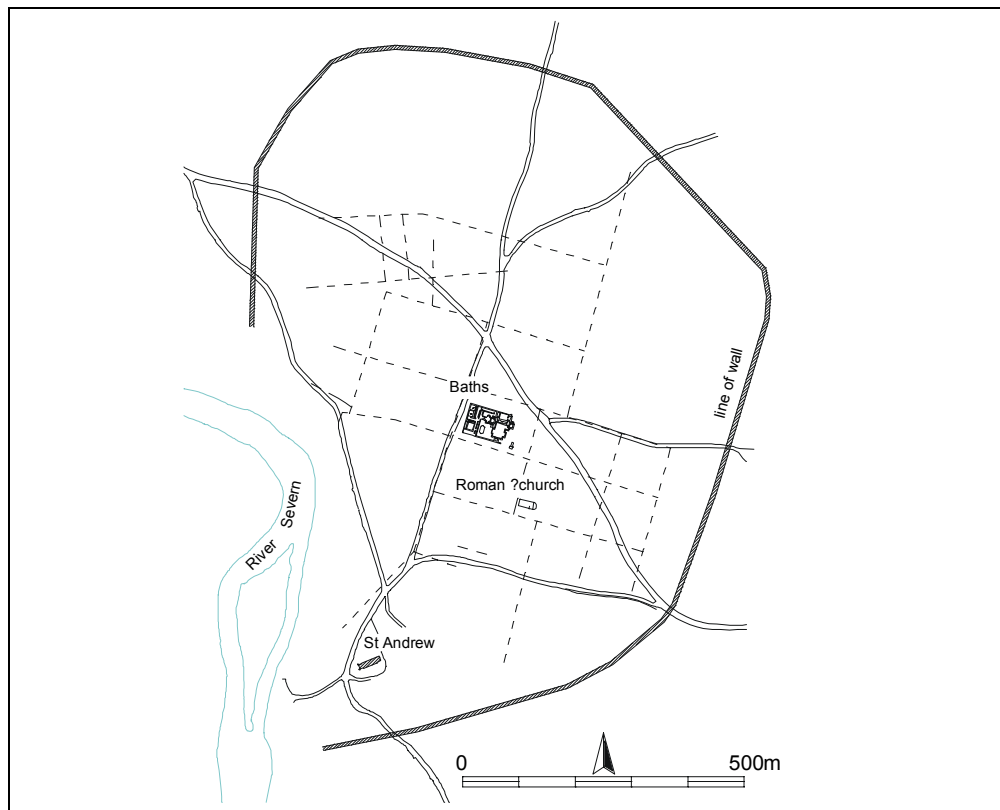 Baths
line of wall
Roman ?church
River Severn
St Andrew
0 500m